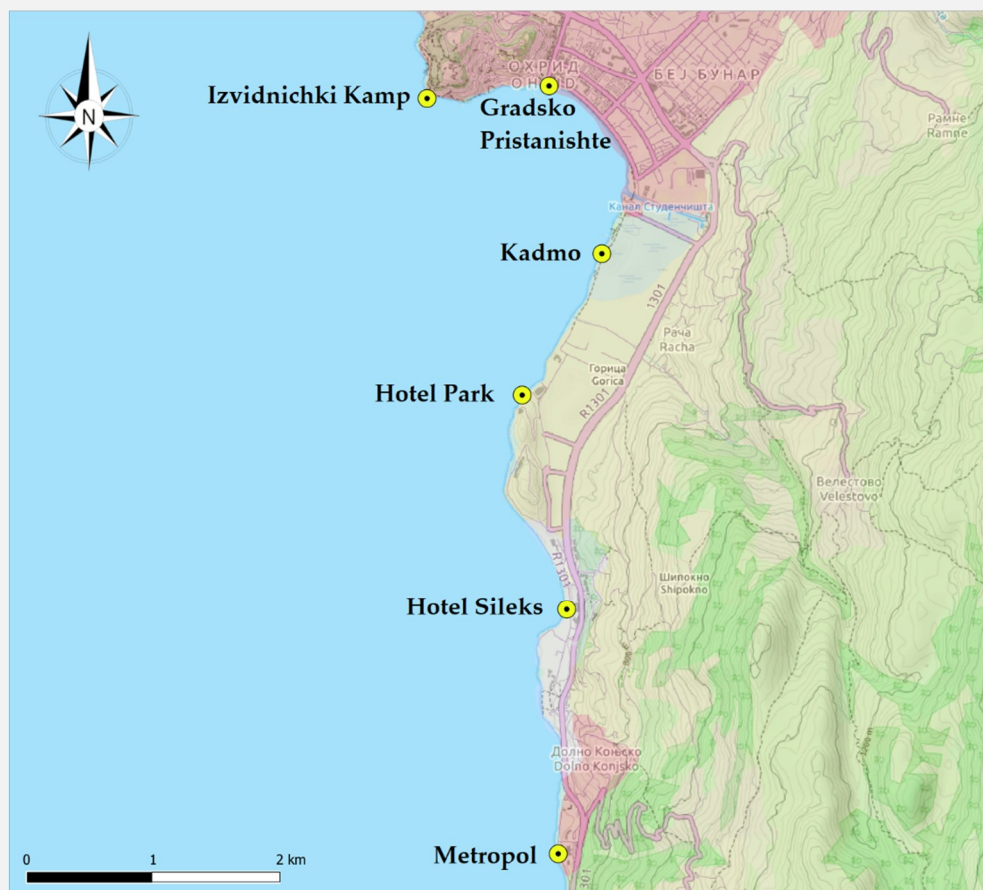 Izvidnichki Kamp
ОХРИД
OHRID
БЕЈ БУНАР
Gradsko
Pristanishte
Рамне
Ramne
N
Канал Студенчишта
Kadmo
1301
Рача
Racha
Горица
Gorica
Hotel Park
R1301
Велестово
Velestovo
R1301
Шипокно
Shipokno
Hotel Sileks
Долно Коњско
Dolno Konjsko
Metropol
0 1 2 km